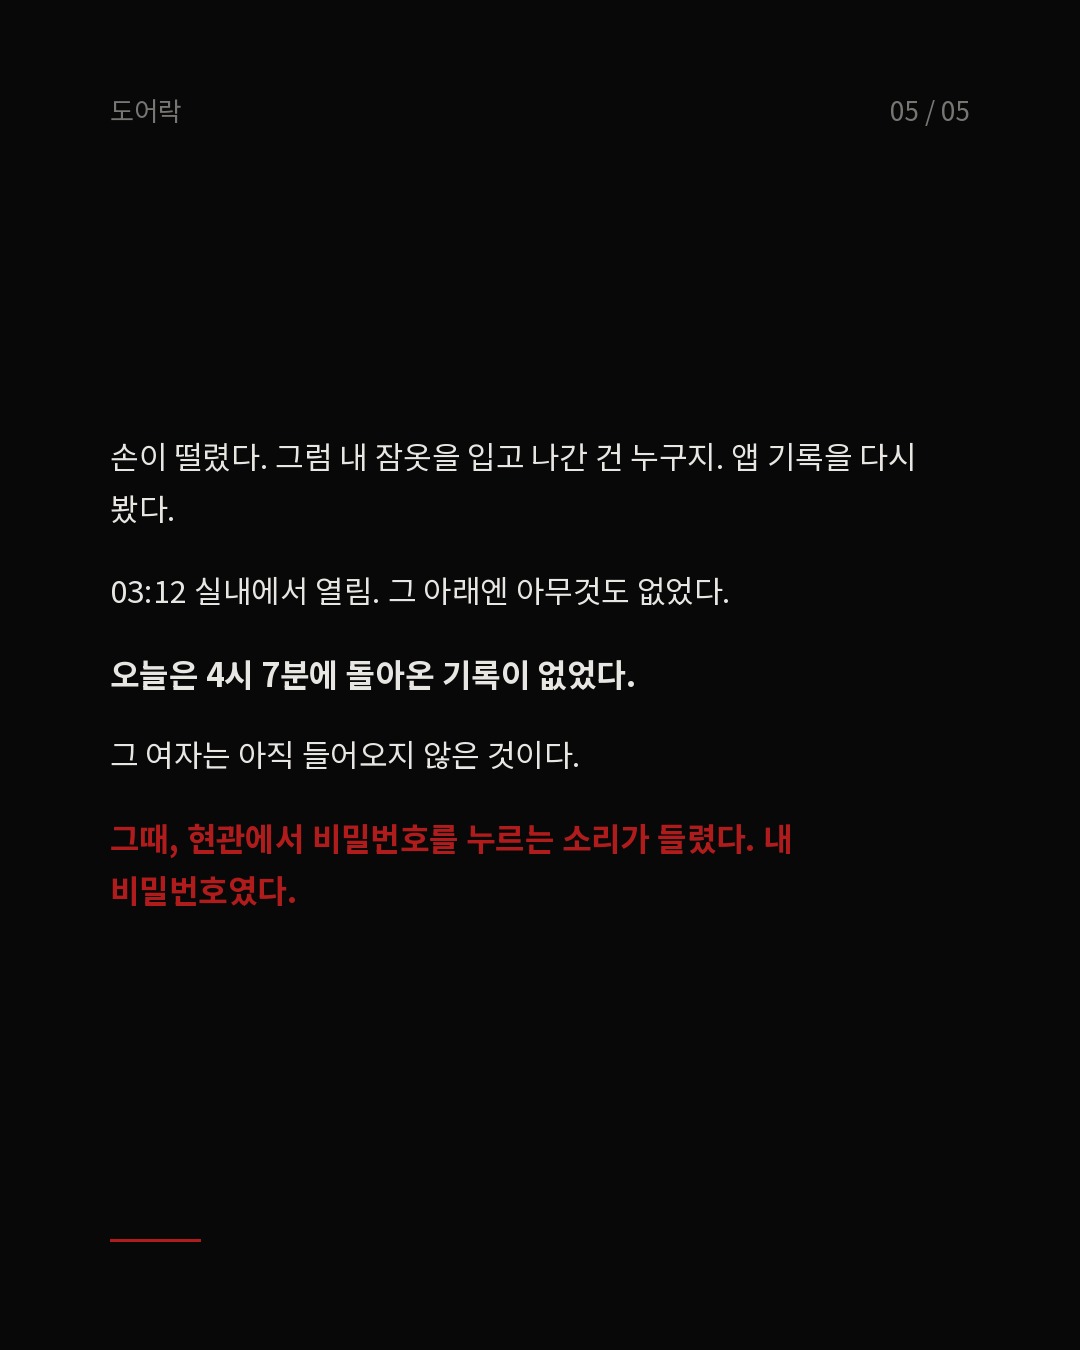 도어락
05 / 05
손이 떨렸다. 그럼 내 잠옷을 입고 나간 건 누구지. 앱 기록을 다시
봤다.
03:12 실내에서 열림. 그 아래엔 아무것도 없었다.
오늘은 4시 7분에 돌아온 기록이 없었다.
그 여자는 아직 들어오지 않은 것이다.
그때, 현관에서 비밀번호를 누르는 소리가 들렸다. 내
비밀번호였다.